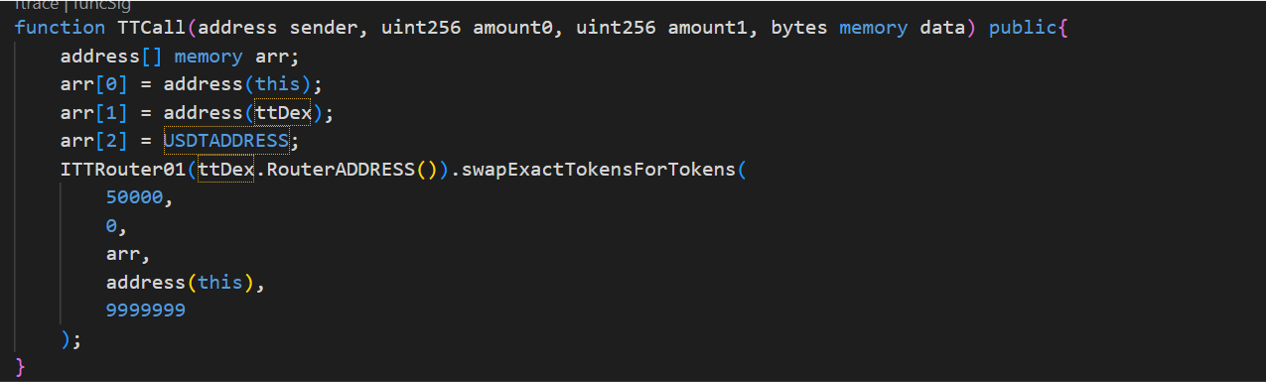 ftrace | funcSig
function TTCall(address sender, uint256 amount0, uint256 amount1, bytes memory data) public{
address[] memory arr;
arr[0] = address(this);
arr[1] = address(ttDex);
arr[2] = USDTADDRESS;
ITTRouter01(ttDex.RouterADDRESS()).swapExactTokensForTokens(
50000,
0,
arr,
address(this),
9999999
);
}